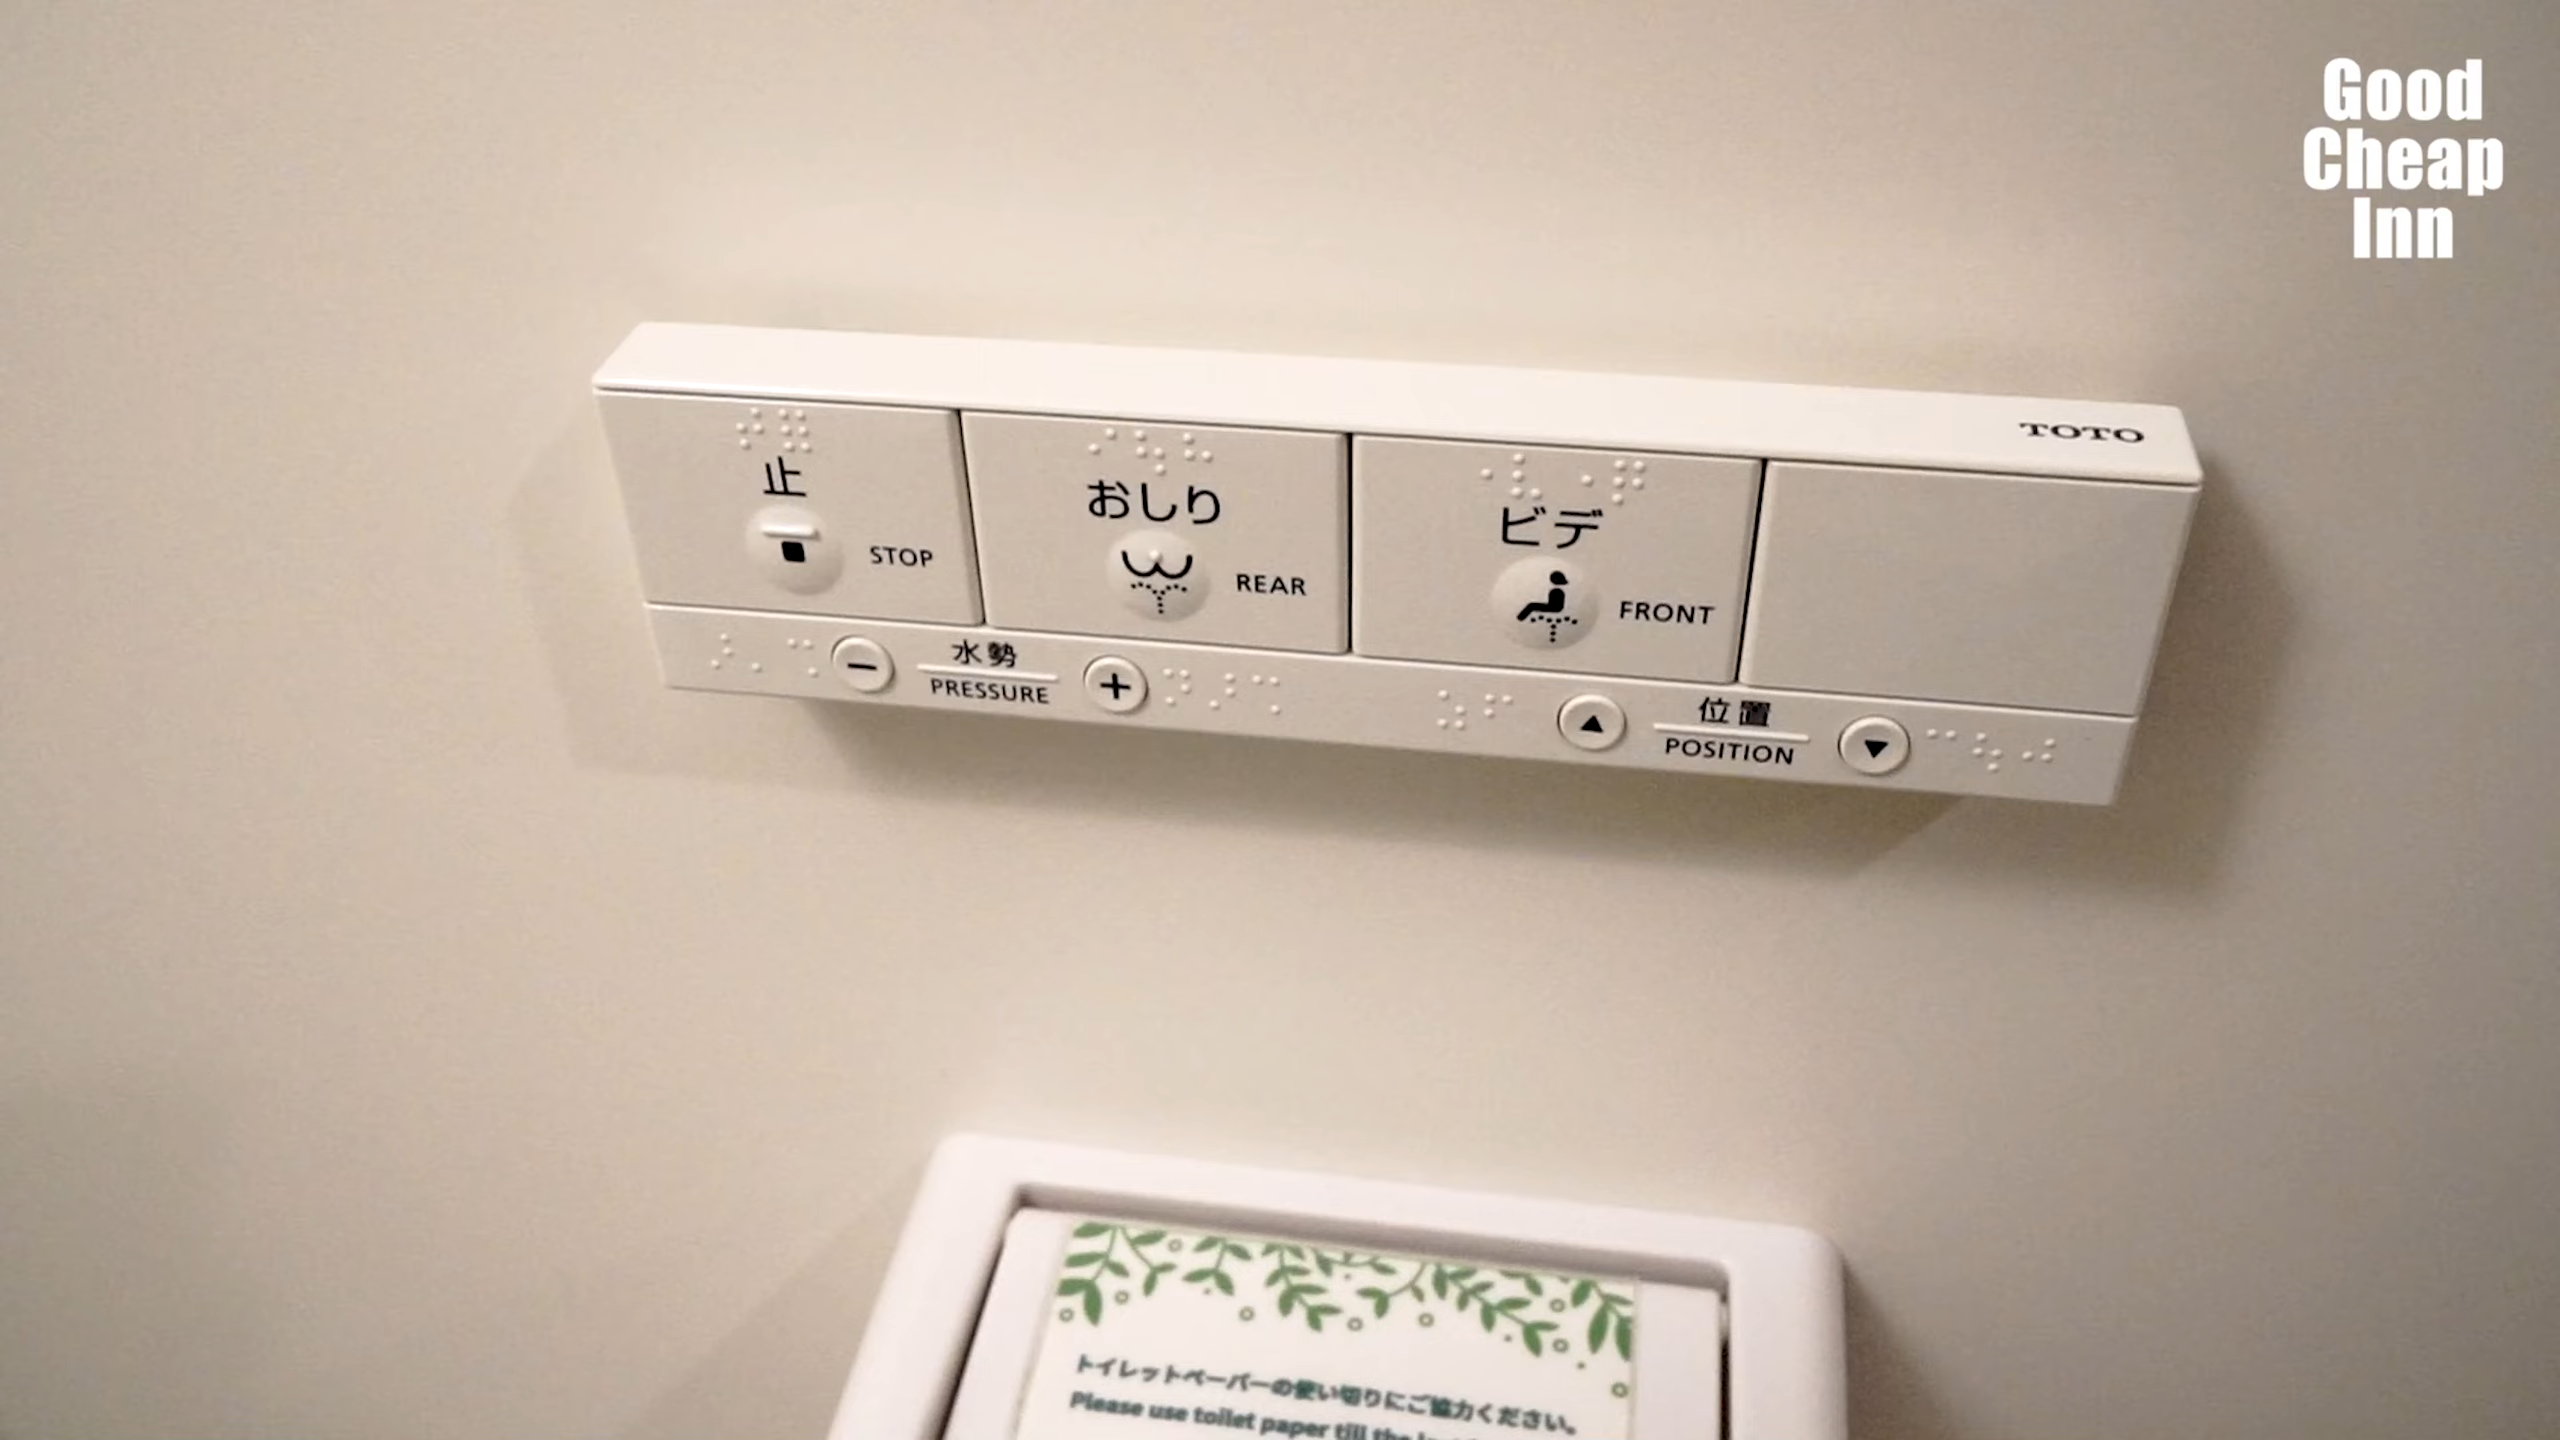 Good
Cheap
Inn
TOTO
止
STOP
おしり
REAR
ビデ
FRONT
水勢
PRESSURE
位置
POSITION
トイレットペーパーの使い切りにご協力ください。
Please use toilet paper till the